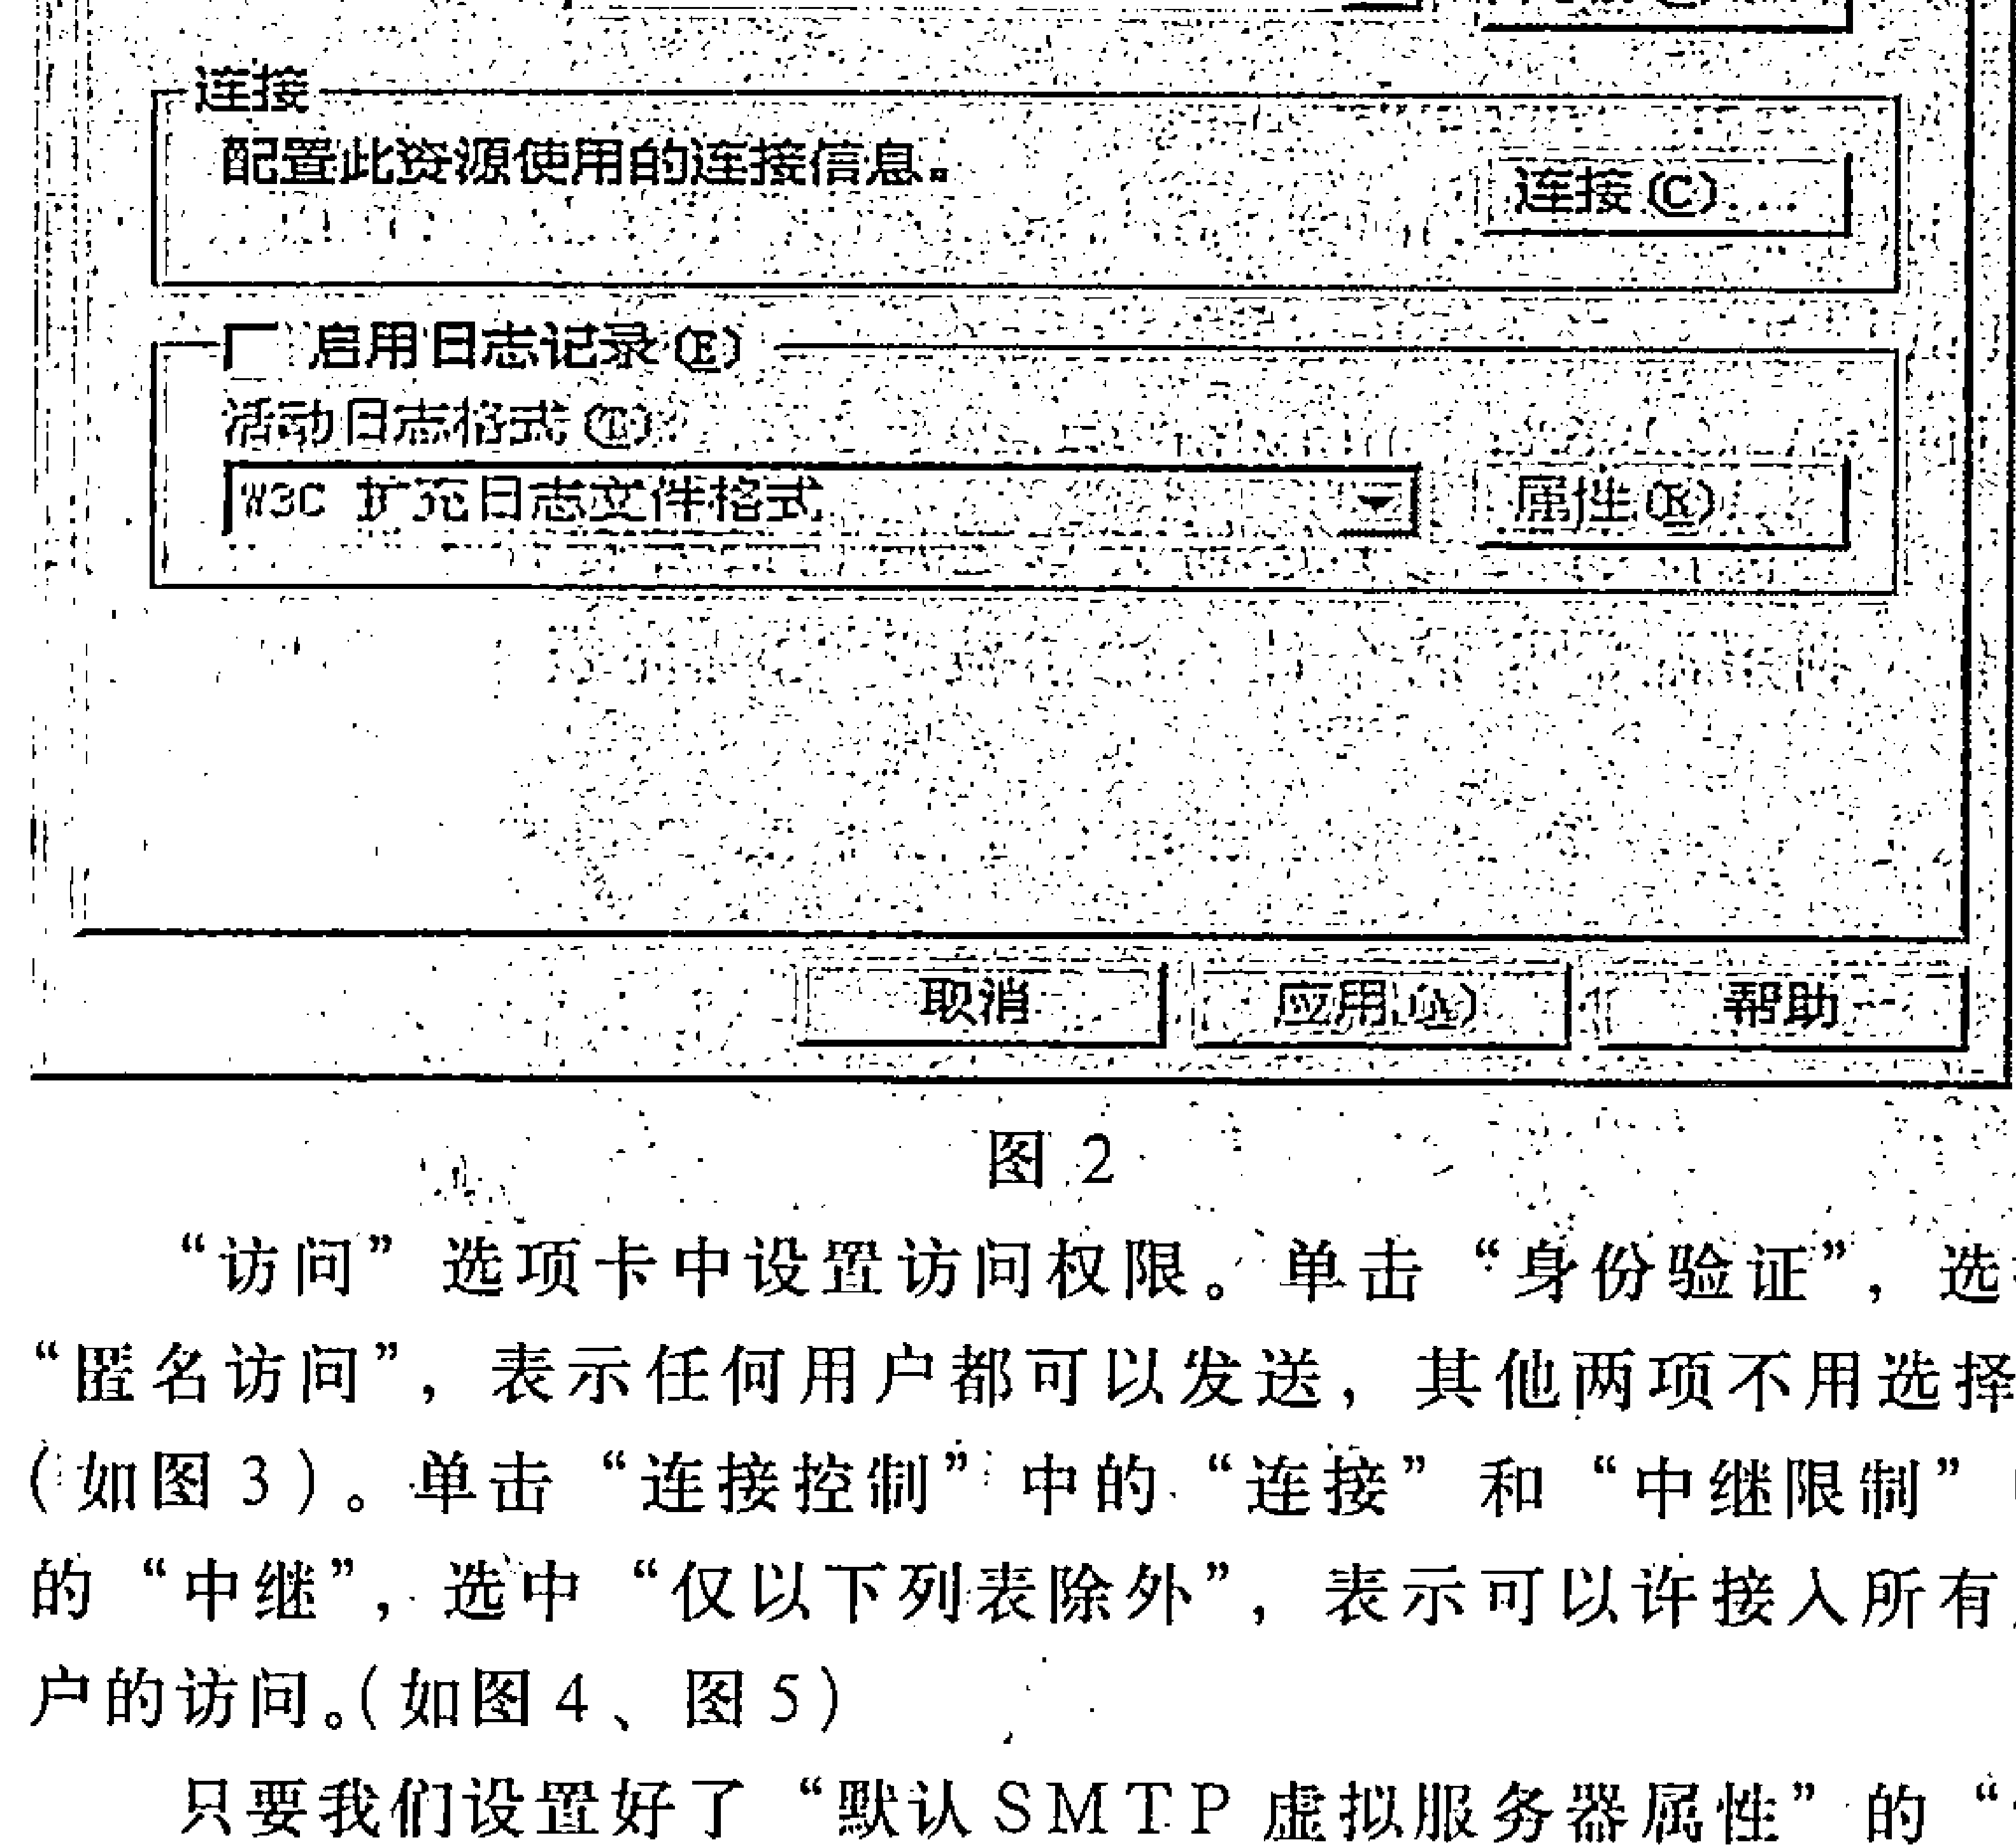 连接
配置此资源使用的连接信息。
连接(C)
启用日志记录(E)
活动日志格式(T)
W3C 扩充日志文件格式
属性(R)
取消
应用(A)
帮助
图 2
“访问” 选项卡中设置访问权限。单击 “身份验证”，选
“匿名访问”，表示任何用户都可以发送，其他两项不用选择
(如图 3)。单击 “连接控制” 中的 “连接” 和 “中继限制”
的 “中继”，选中 “仅以下列表除外”，表示可以许接入所有
户的访问。(如图 4 、图 5)
只要我们设置好了 “默认 SMTP 虚拟服务器属性” 的 “